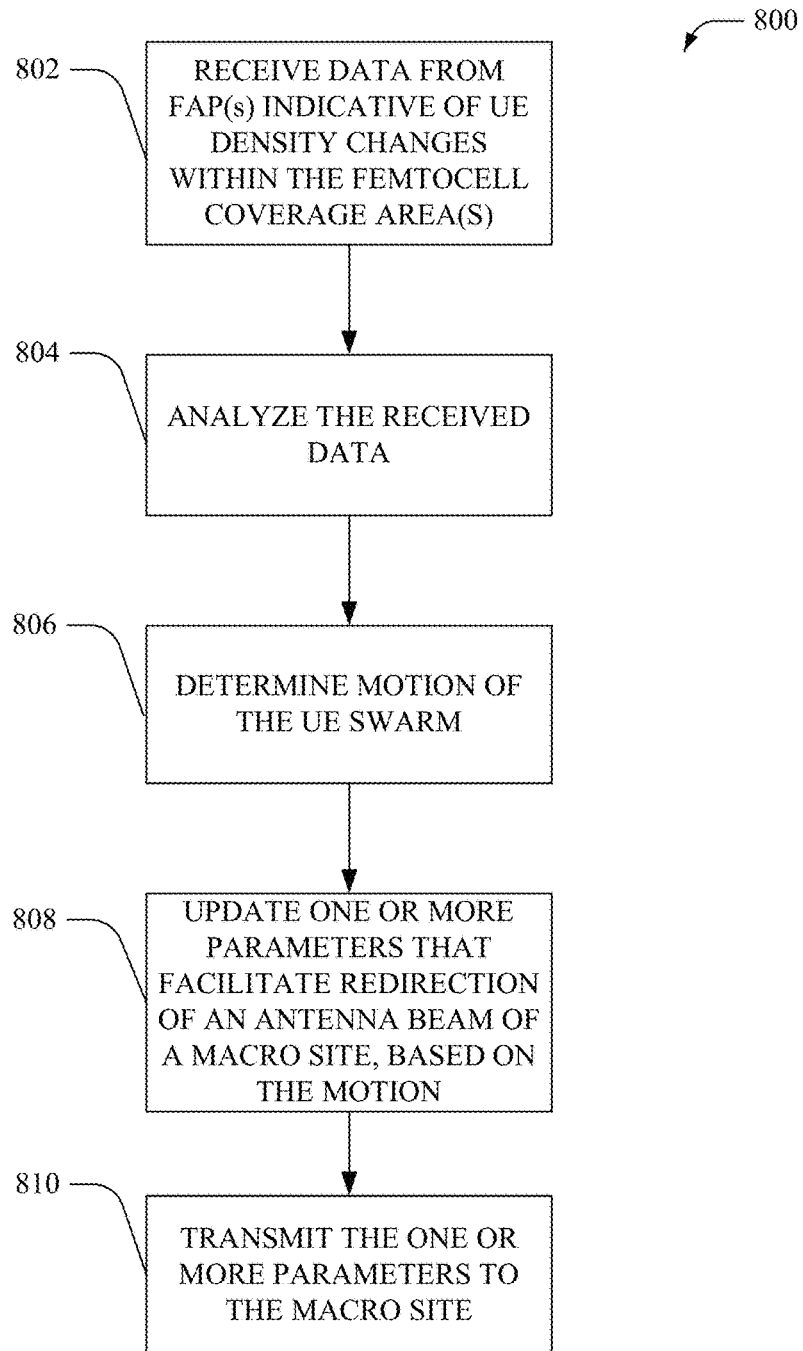 800
802
RECEIVE DATA FROM
FAP(s) INDICATIVE OF UE
DENSITY CHANGES
WITHIN THE FEMTOCELL
COVERAGE AREA(S)
804
ANALYZE THE RECEIVED
DATA
806
DETERMINE MOTION OF
THE UE SWARM
808
UPDATE ONE OR MORE
PARAMETERS THAT
FACILITATE REDIRECTION
OF AN ANTENNA BEAM OF
A MACRO SITE, BASED ON
THE MOTION
810
TRANSMIT THE ONE OR
MORE PARAMETERS TO
THE MACRO SITE